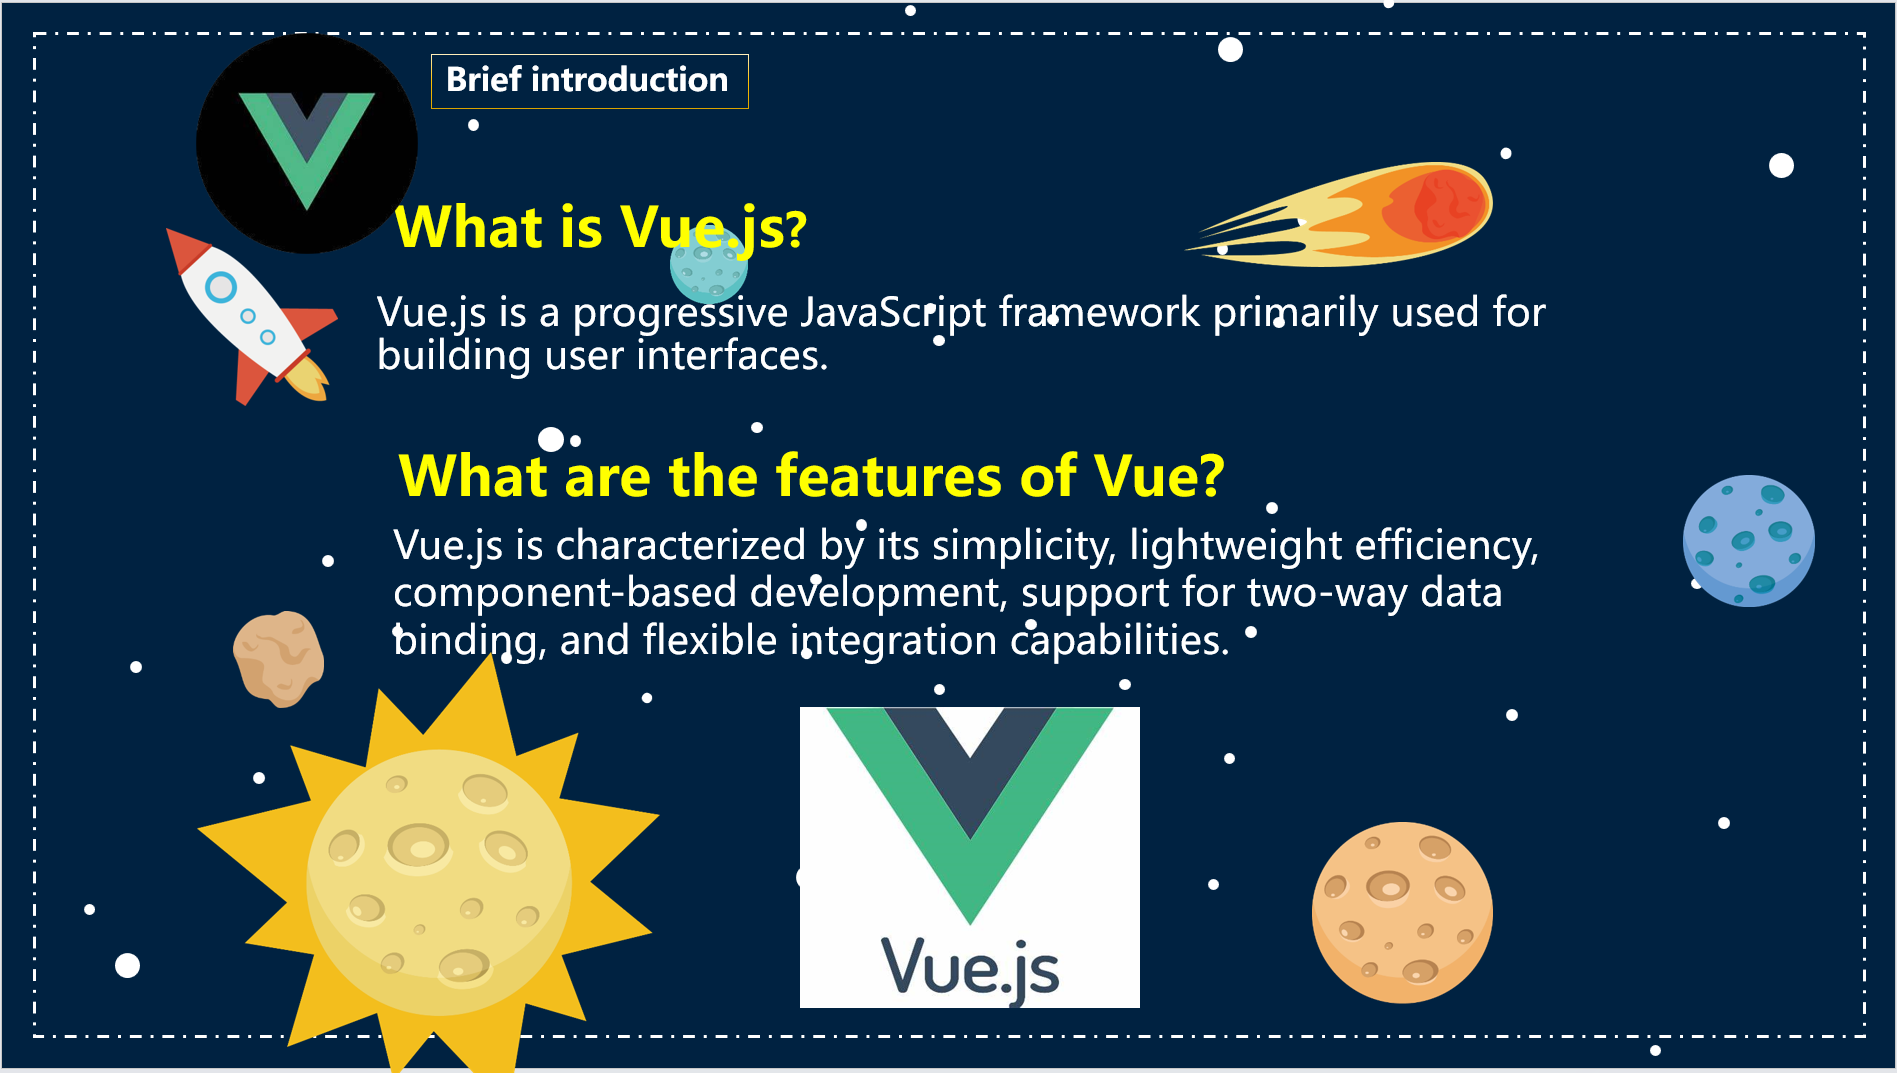 Brief introduction
What is Vue.js?
Vue.js is a progressive JavaScript framework primarily used for
building user interfaces.
What are the features of Vue?
Vue.js is characterized by its simplicity, lightweight efficiency,
component-based development, support for two-way data
binding, and flexible integration capabilities.
Vue.js